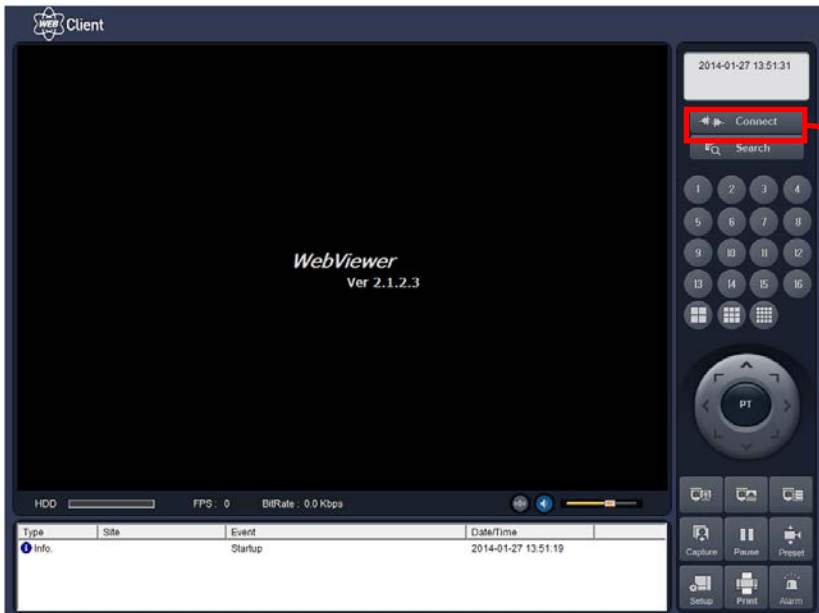 WEB Client
2014-01-27 13:51:31
Connect
Search
1 2 3 4
5 6 7 8
9 10 11 12
13 14 15 16
WebViewer
Ver 2.1.2.3
PT
HDD FPS : 0 BitRate : 0.0 Kbps
Type Site Event Date/Time
Info. Startup 2014-01-27 13:51:19
Capture Pause Preset
Setup Print Alarm